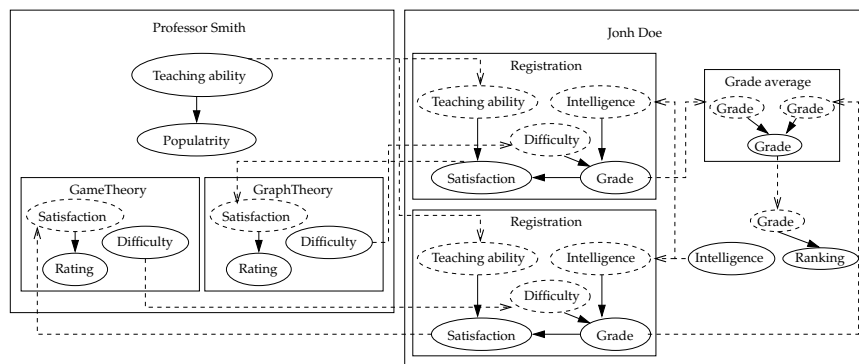 Professor Smith
Teaching ability
Populatrity
GameTheory
Satisfaction
Difficulty
Rating
GraphTheory
Satisfaction
Difficulty
Rating
Jonh Doe
Registration
Teaching ability
Intelligence
Difficulty
Satisfaction
Grade
Registration
Teaching ability
Intelligence
Difficulty
Satisfaction
Grade
Grade average
Grade
Grade
Grade
Grade
Intelligence
Ranking